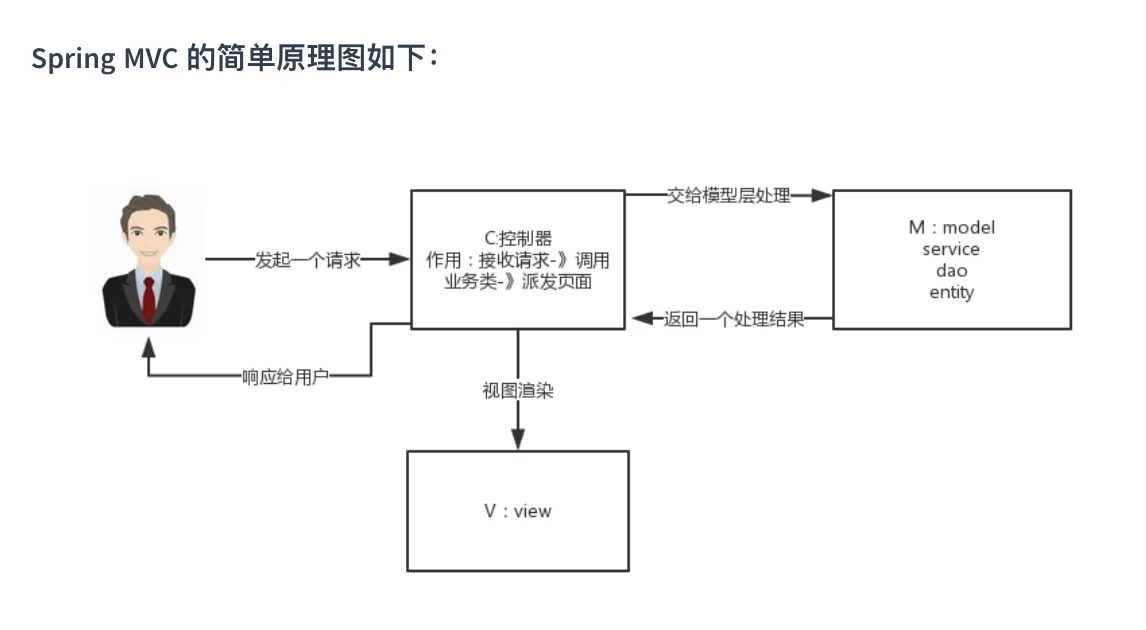 Spring MVC 的简单原理图如下：
交给模型层处理
C:控制器
作用：接收请求-》调用
业务类-》派发页面
M：model
service
dao
entity
发起一个请求
返回一个处理结果
响应给用户
视图渲染
V：view